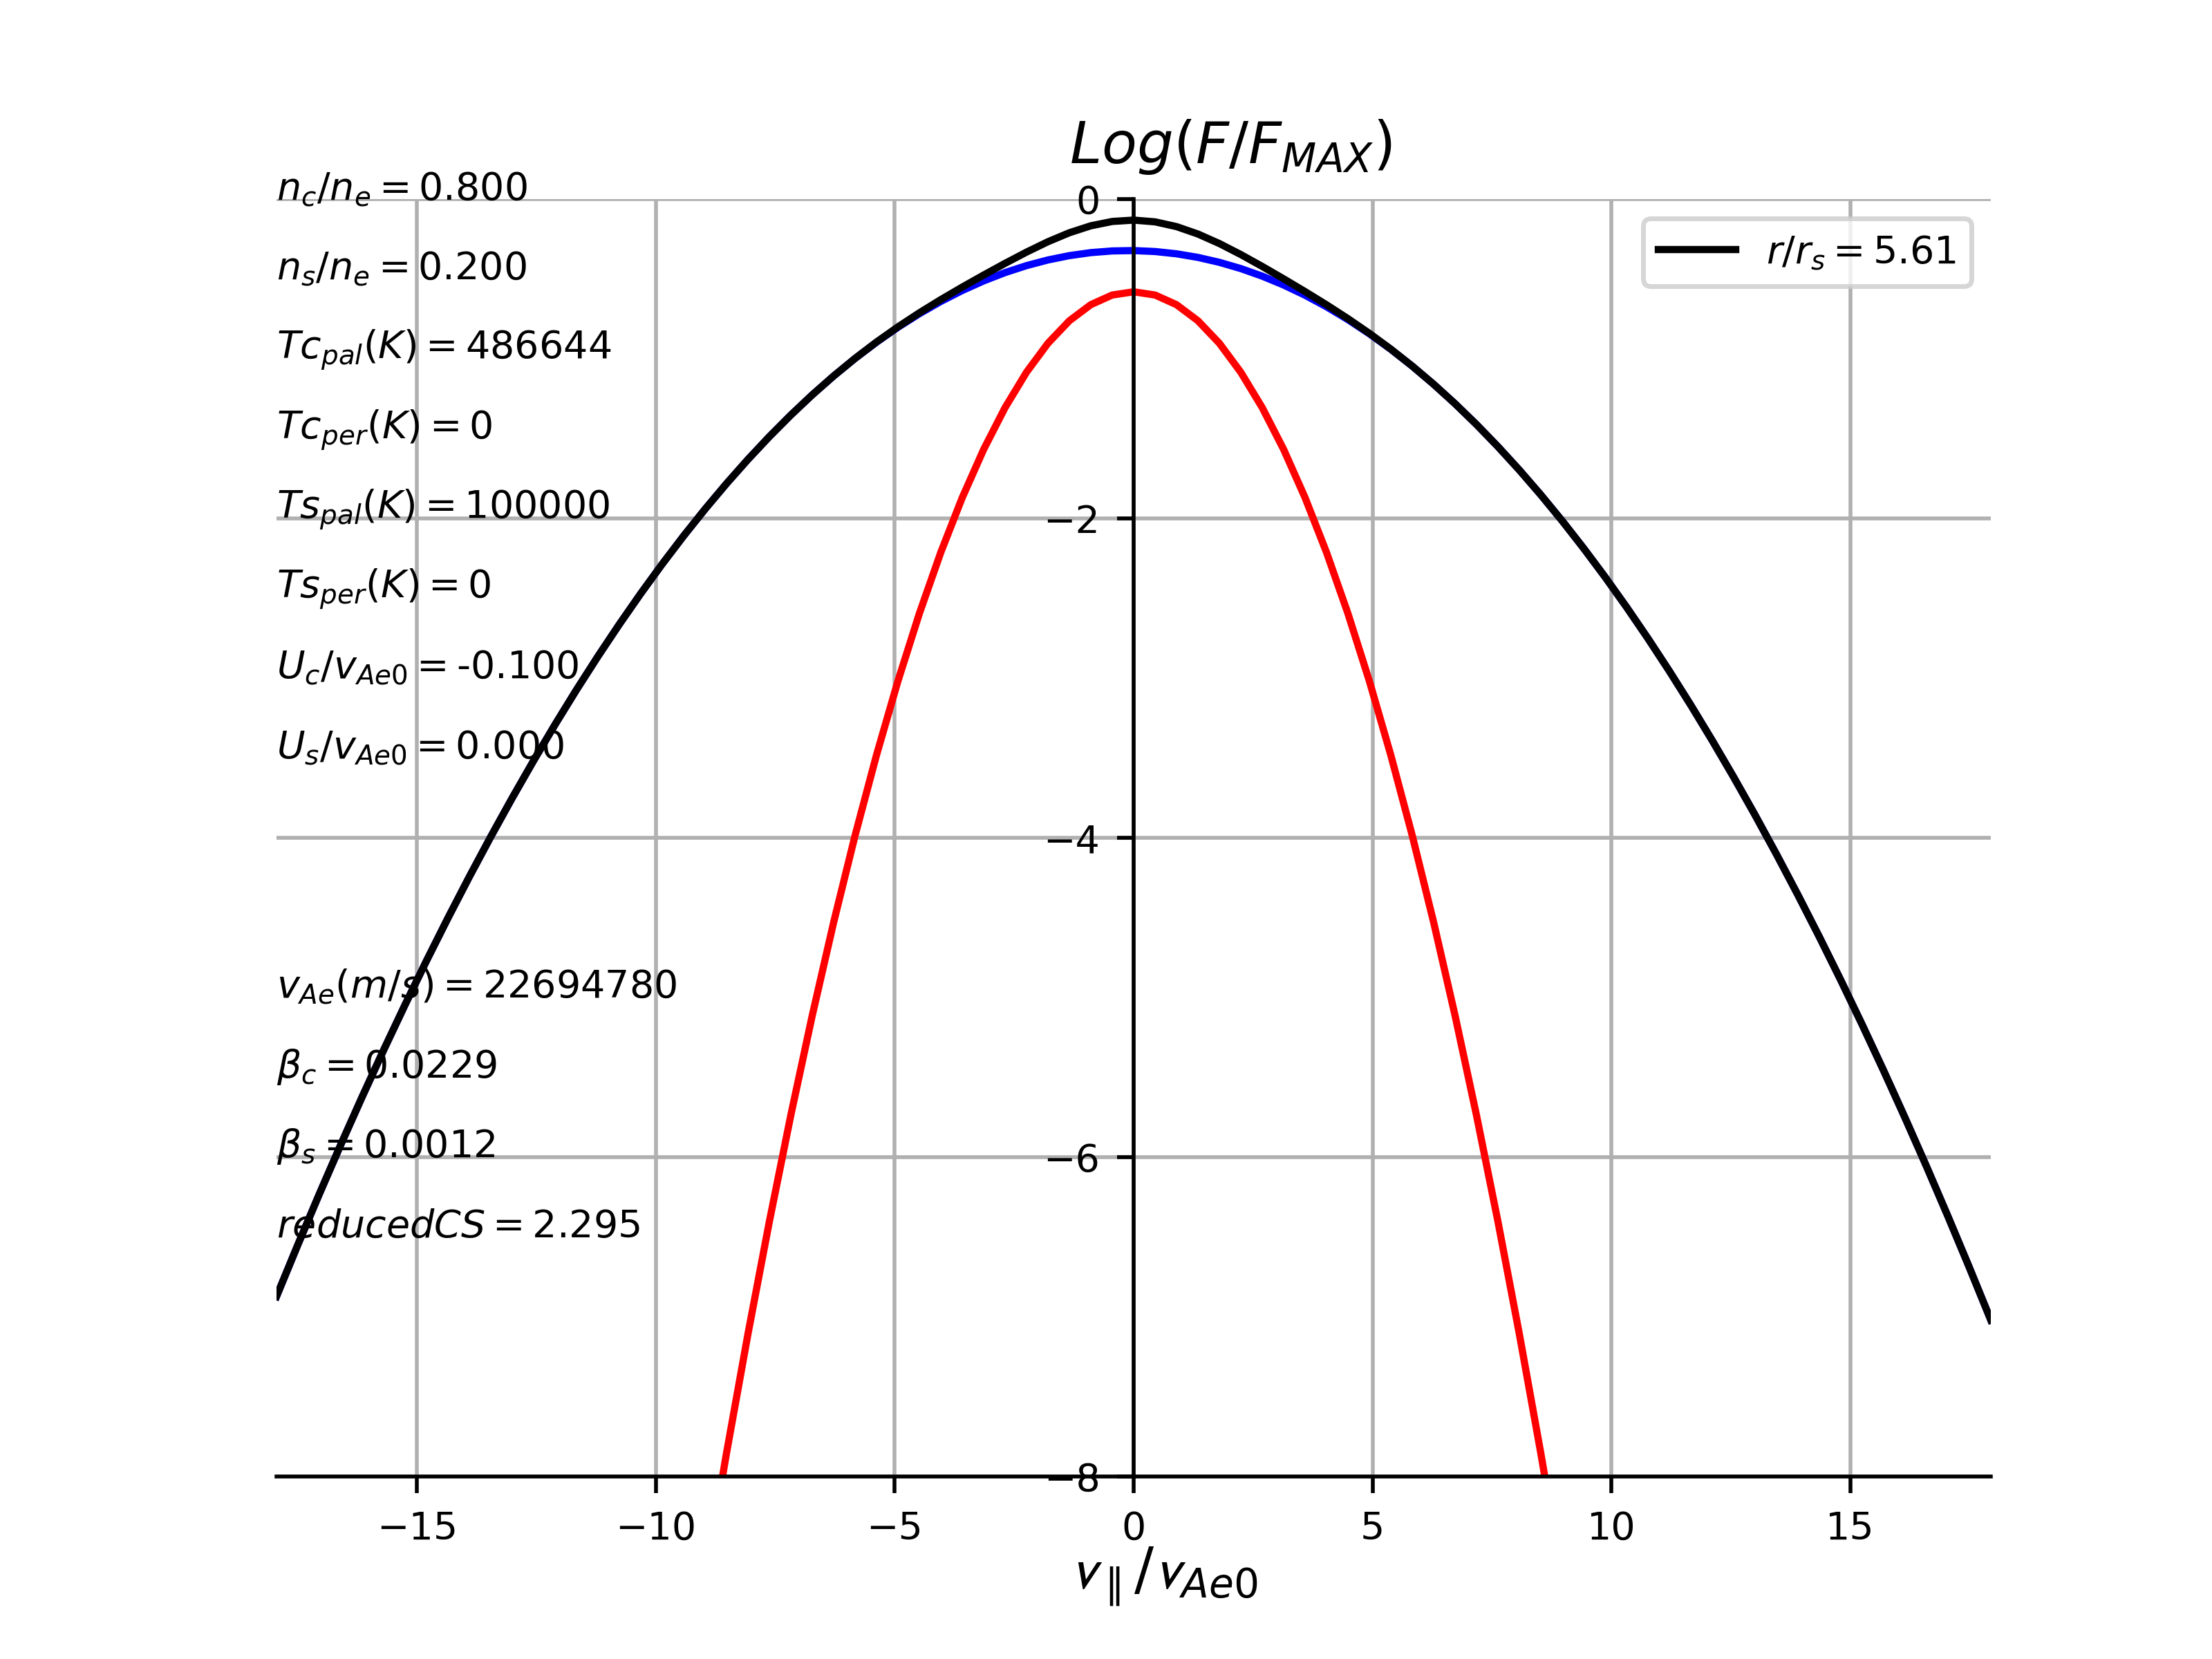 Log(F/F_MAX)
n_c/n_e = 0.800
n_s/n_e = 0.200
Tc_pal(K) = 486644
Tc_per(K) = 0
Ts_pal(K) = 100000
Ts_per(K) = 0
U_c/v_Ae0 = -0.100
U_s/v_Ae0 = 0.000
v_Ae(m/s) = 22694780
β_c = 0.0229
β_s = 0.0012
reducedCS = 2.295
r/r_s = 5.61
0
−2
−4
−6
−8
−15 −10 −5 0 5 10 15
v_∥/v_Ae0